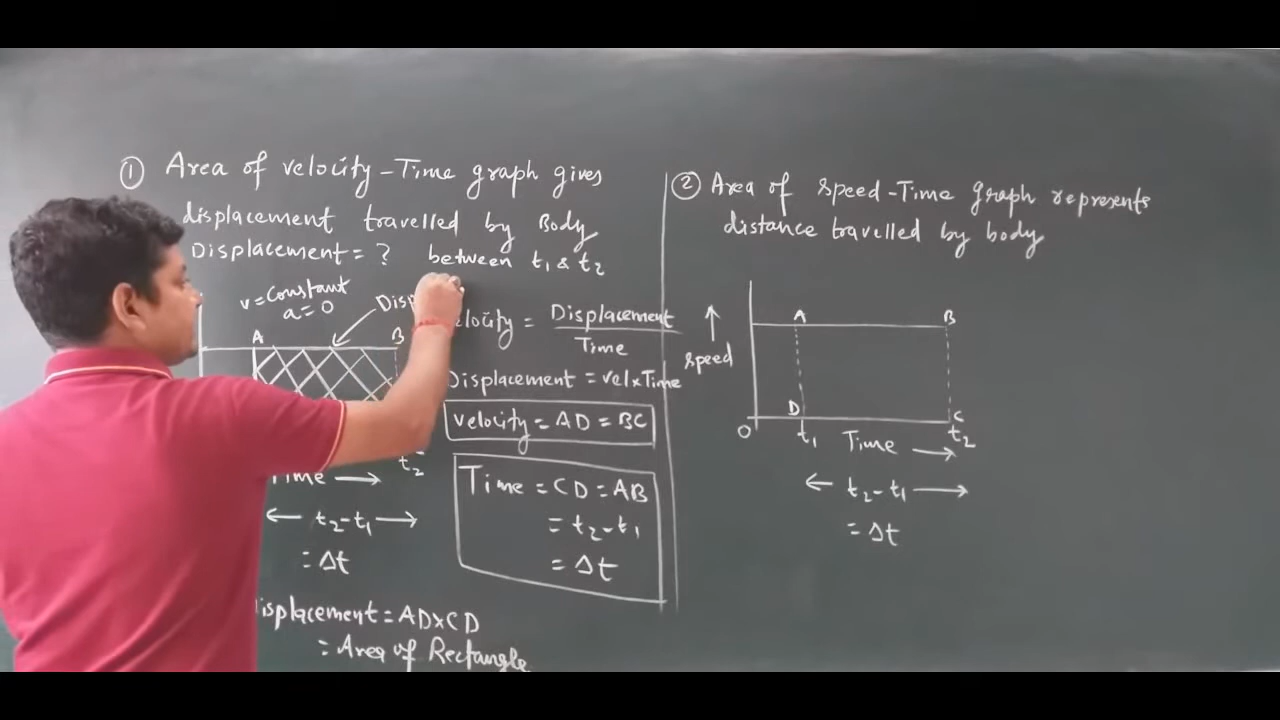 ① Area of velocity-Time graph gives
displacement travelled by Body
Displacement = ? between t₁ & t₂
v = Constant
a = 0
A
B
= Displacement
Time
Displacement = vel×Time
velocity = AD = BC
t₂
Time →
Time = CD = AB
← t₂-t₁ →
= t₂-t₁
= Δt
= Δt
= AD×CD
= Area of Rectangle
② Area of speed-Time graph represents
distance travelled by body
A
B
speed
D
C
O
t₁
Time →
t₂
← t₂-t₁ →
= Δt